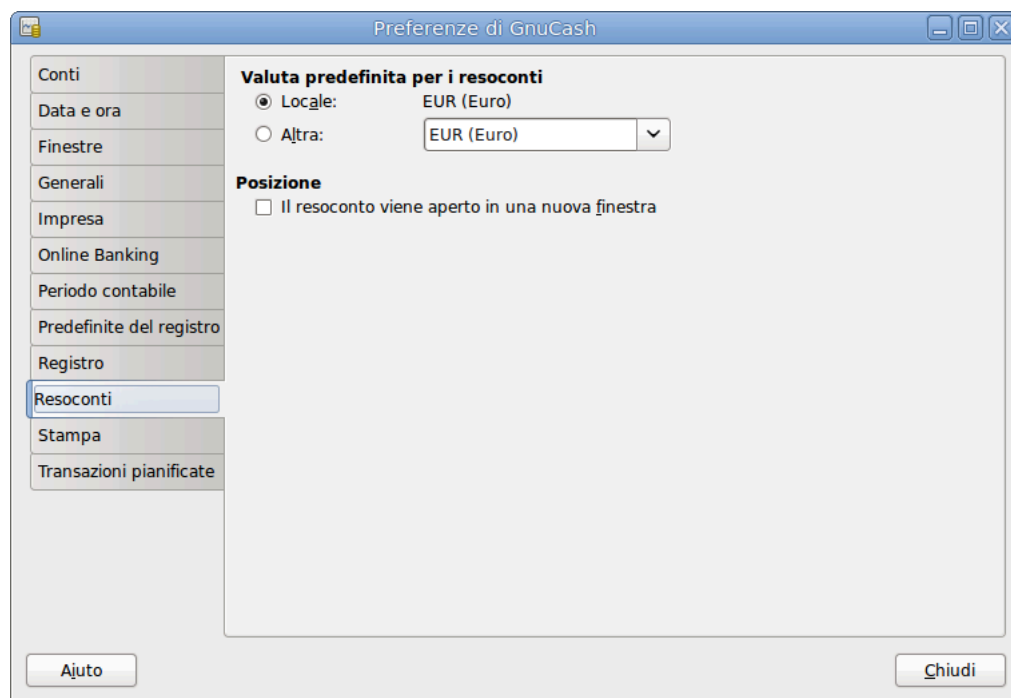 Preferenze di GnuCash
Conti
Data e ora
Finestre
Generali
Impresa
Online Banking
Periodo contabile
Predefinite del registro
Registro
Resoconti
Stampa
Transazioni pianificate
Valuta predefinita per i resoconti
Locale: EUR (Euro)
Altra: EUR (Euro)
Posizione
Il resoconto viene aperto in una nuova finestra
Aiuto
Chiudi